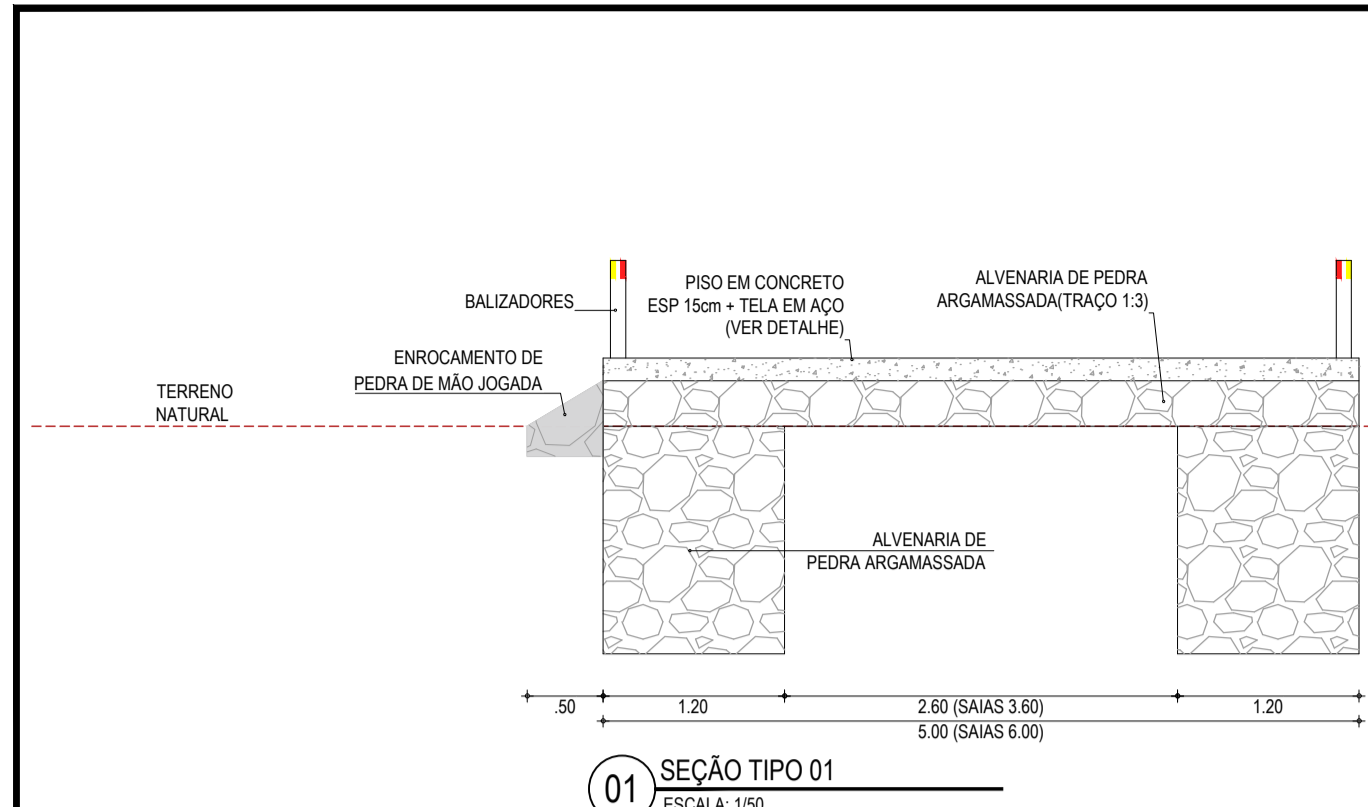 BALIZADORES
PISO EM CONCRETO
ESP 15cm + TELA EM AÇO
(VER DETALHE)
ALVENARIA DE PEDRA
ARGAMASSADA(TRAÇO 1:3)
ENROCAMENTO DE
PEDRA DE MÃO JOGADA
TERRENO
NATURAL
ALVENARIA DE
PEDRA ARGAMASSADA
.50
1.20
2.60 (SAIAS 3.60)
1.20
5.00 (SAIAS 6.00)
01
SEÇÃO TIPO 01
ESCALA: 1/50